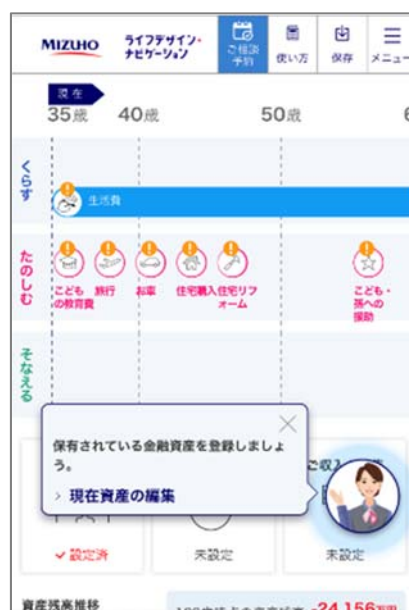 MIZUHO
ライフデザイン・
ナビゲーション
ご相談
予約
使い方
保存
メニュー
現在
35歳
40歳
50歳
くらす
生活費
たのしむ
こども
の教育費
旅行
お車
住宅購入
住宅リフ
ォーム
こども・
孫への
援助
そなえる
保有されている金融資産を登録しましょ
う。
> 現在資産の編集
ご収入
✓ 設定済
未設定
未設定
資産残高推移
-24,156万円